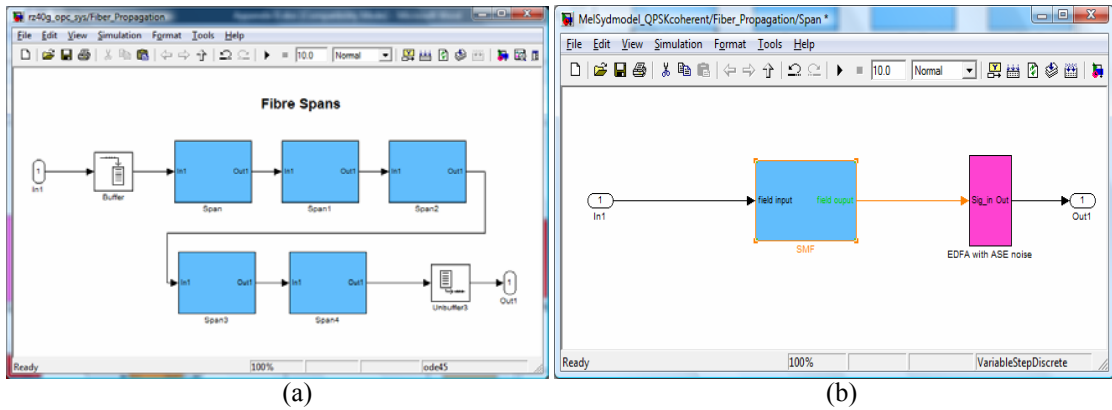 rz40g_opc_sys/Fiber_Propagation
File Edit View Simulation Format Tools Help
10.0 Normal
Fibre Spans
1
In1
Buffer
In1 Out1
Span
In1 Out1
Span1
In1 Out1
Span2
In1 Out1
Span3
In1 Out1
Span4
Unbuffer3
1
Out1
Ready 100% ode45
(a)
MelSydmodel_QPSKcoherent/Fiber_Propagation/Span *
File Edit View Simulation Format Tools Help
10.0 Normal
1
In1
field input field ouput
SMF
Sig_in Out
EDFA with ASE noise
1
Out1
Ready 100% VariableStepDiscrete
(b)